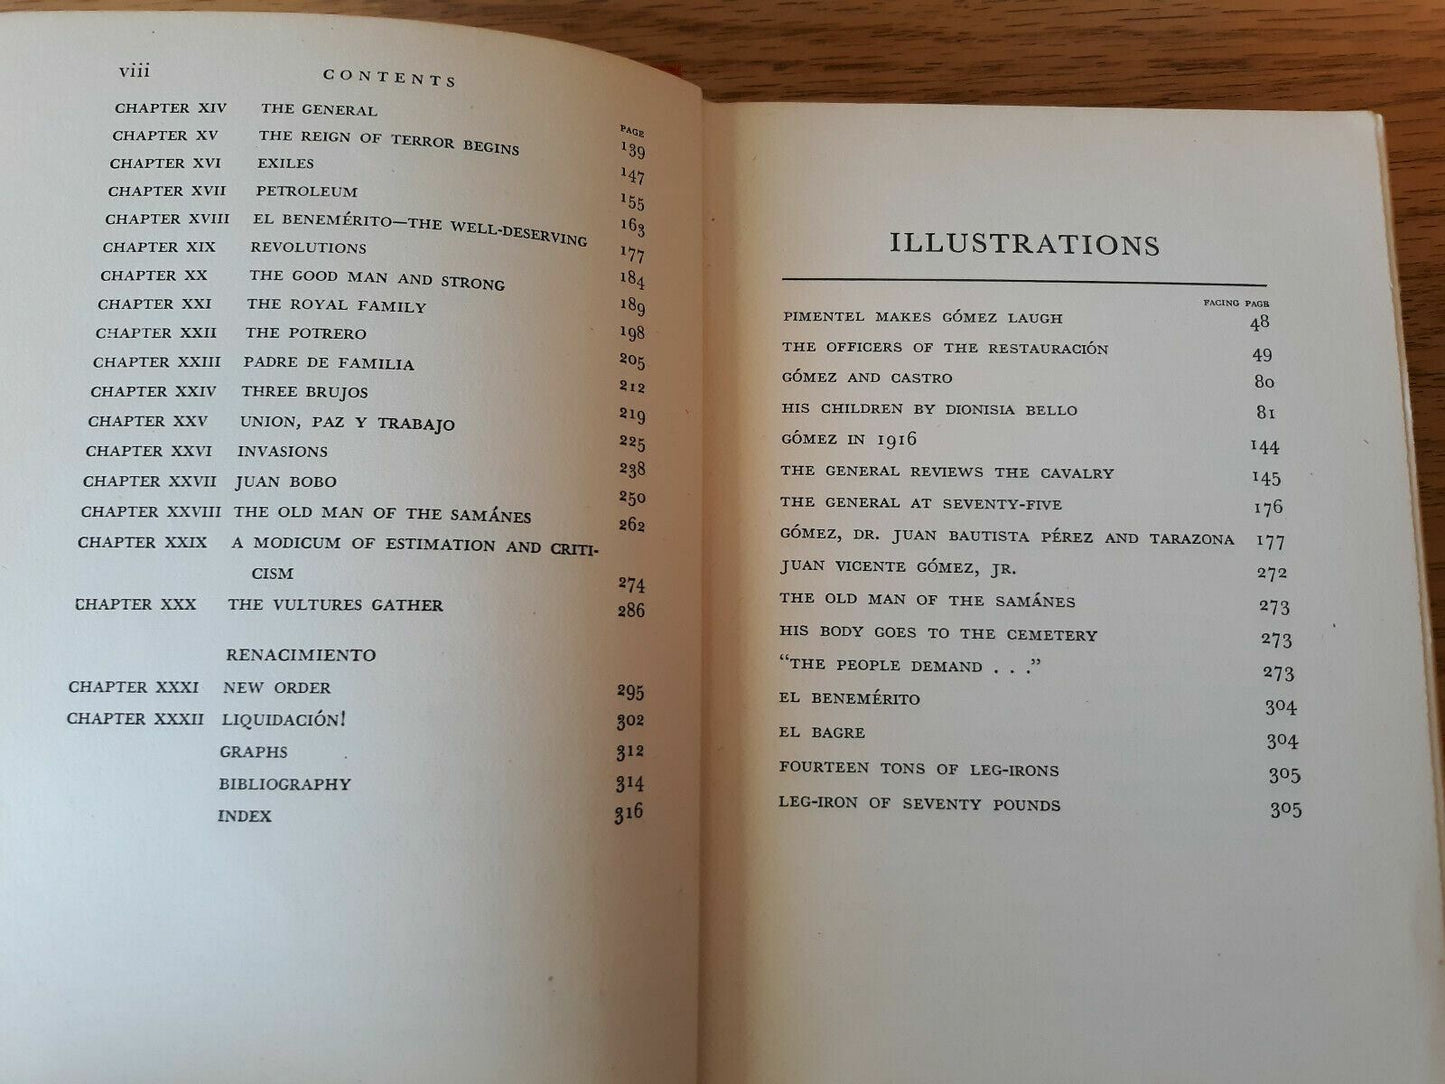 viii CONTENTS
PAGE
CHAPTER XIV THE GENERAL 139
CHAPTER XV THE REIGN OF TERROR BEGINS 147
CHAPTER XVI EXILES 155
CHAPTER XVII PETROLEUM 163
CHAPTER XVIII EL BENEMÉRITO—THE WELL-DESERVING 177
CHAPTER XIX REVOLUTIONS 184
CHAPTER XX THE GOOD MAN AND STRONG 189
CHAPTER XXI THE ROYAL FAMILY 198
CHAPTER XXII THE POTRERO 205
CHAPTER XXIII PADRE DE FAMILIA 212
CHAPTER XXIV THREE BRUJOS 219
CHAPTER XXV UNION, PAZ Y TRABAJO 225
CHAPTER XXVI INVASIONS 238
CHAPTER XXVII JUAN BOBO 250
CHAPTER XXVIII THE OLD MAN OF THE SAMÁNES 262
CHAPTER XXIX A MODICUM OF ESTIMATION AND CRITI-
CISM 274
CHAPTER XXX THE VULTURES GATHER 286
RENACIMIENTO
CHAPTER XXXI NEW ORDER 295
CHAPTER XXXII LIQUIDACIÓN! 302
GRAPHS 312
BIBLIOGRAPHY 314
INDEX 316
ILLUSTRATIONS
FACING PAGE
PIMENTEL MAKES GÓMEZ LAUGH 48
THE OFFICERS OF THE RESTAURACIÓN 49
GÓMEZ AND CASTRO 80
HIS CHILDREN BY DIONISIA BELLO 81
GÓMEZ IN 1916 144
THE GENERAL REVIEWS THE CAVALRY 145
THE GENERAL AT SEVENTY-FIVE 176
GÓMEZ, DR. JUAN BAUTISTA PÉREZ AND TARAZONA 177
JUAN VICENTE GÓMEZ, JR. 272
THE OLD MAN OF THE SAMÁNES 273
HIS BODY GOES TO THE CEMETERY 273
"THE PEOPLE DEMAND . . ." 273
EL BENEMÉRITO 304
EL BAGRE 304
FOURTEEN TONS OF LEG-IRONS 305
LEG-IRON OF SEVENTY POUNDS 305